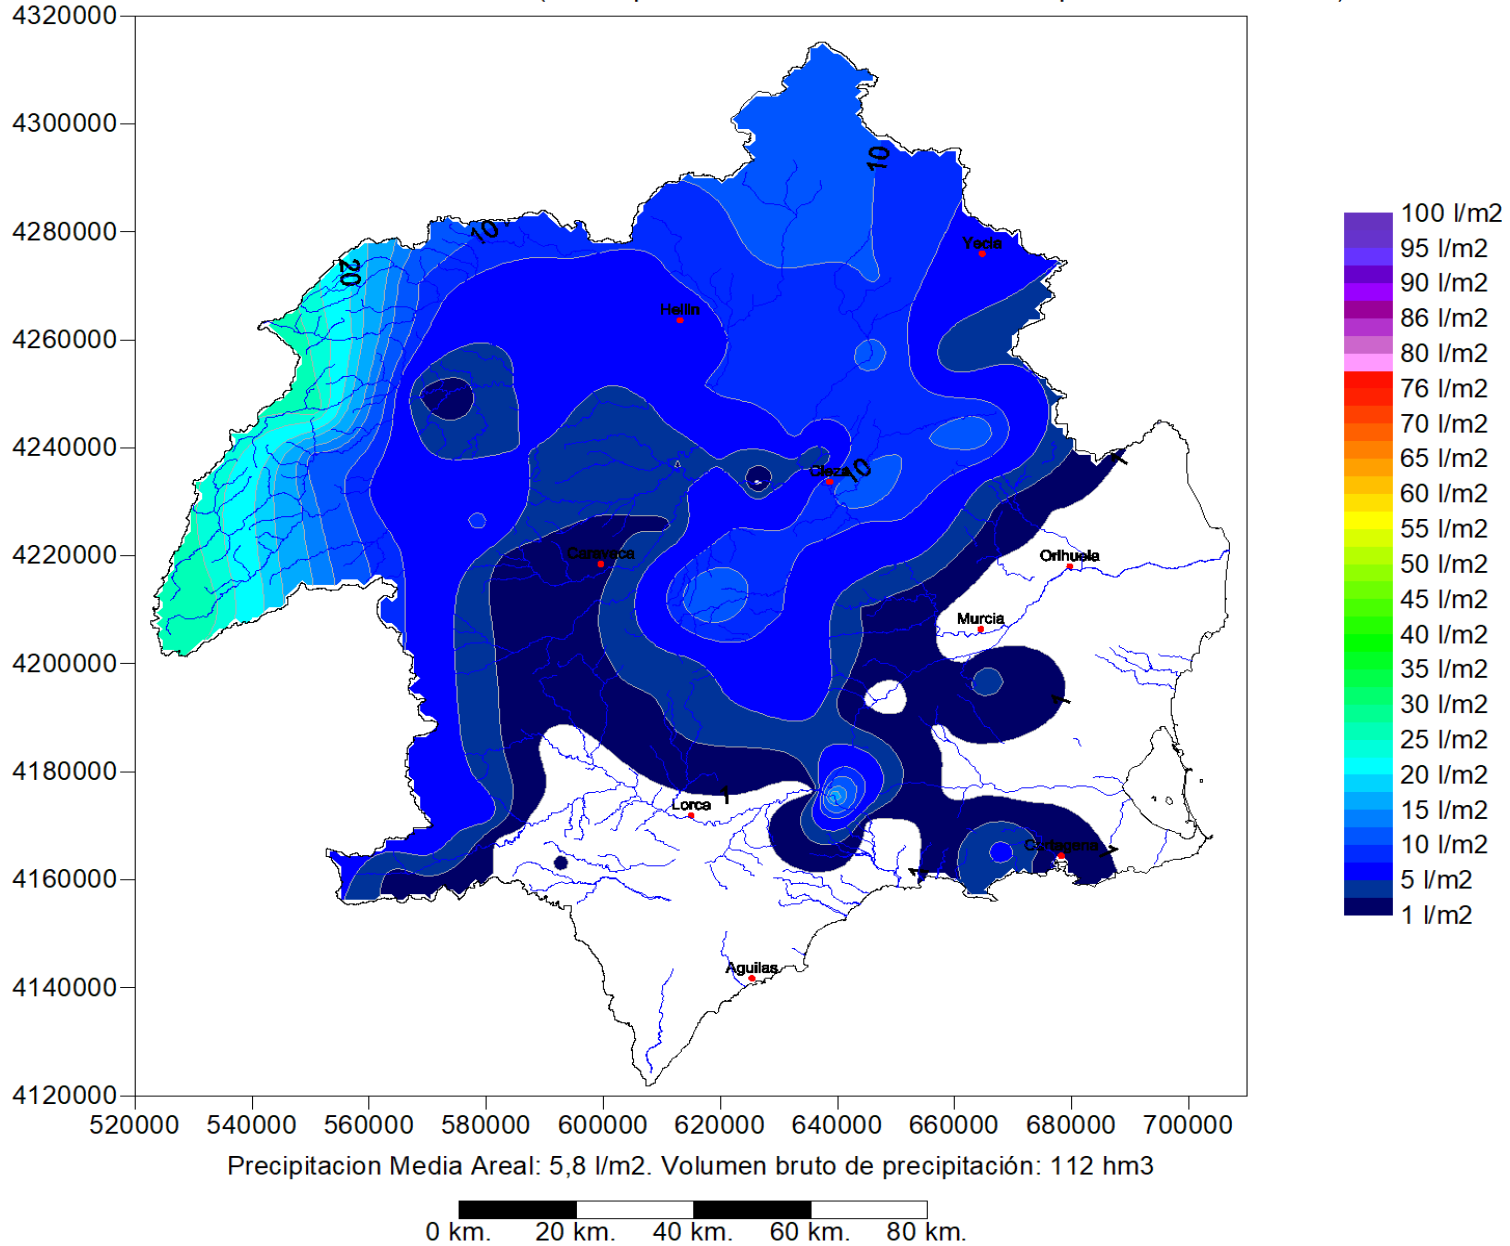 4320000
4300000
4280000
4260000
4240000
4220000
4200000
4180000
4160000
4140000
4120000
520000 540000 560000 580000 600000 620000 640000 660000 680000 700000
10
10
20
Yecla
Hellin
Cieza
10
1
Caravaca
Orihuela
Murcia
1
1
Lorca
Cartagena
1
1
Aguilas
100 l/m2
95 l/m2
90 l/m2
86 l/m2
80 l/m2
76 l/m2
70 l/m2
65 l/m2
60 l/m2
55 l/m2
50 l/m2
45 l/m2
40 l/m2
35 l/m2
30 l/m2
25 l/m2
20 l/m2
15 l/m2
10 l/m2
5 l/m2
1 l/m2
Precipitacion Media Areal: 5,8 l/m2. Volumen bruto de precipitación: 112 hm3
0 km. 20 km. 40 km. 60 km. 80 km.